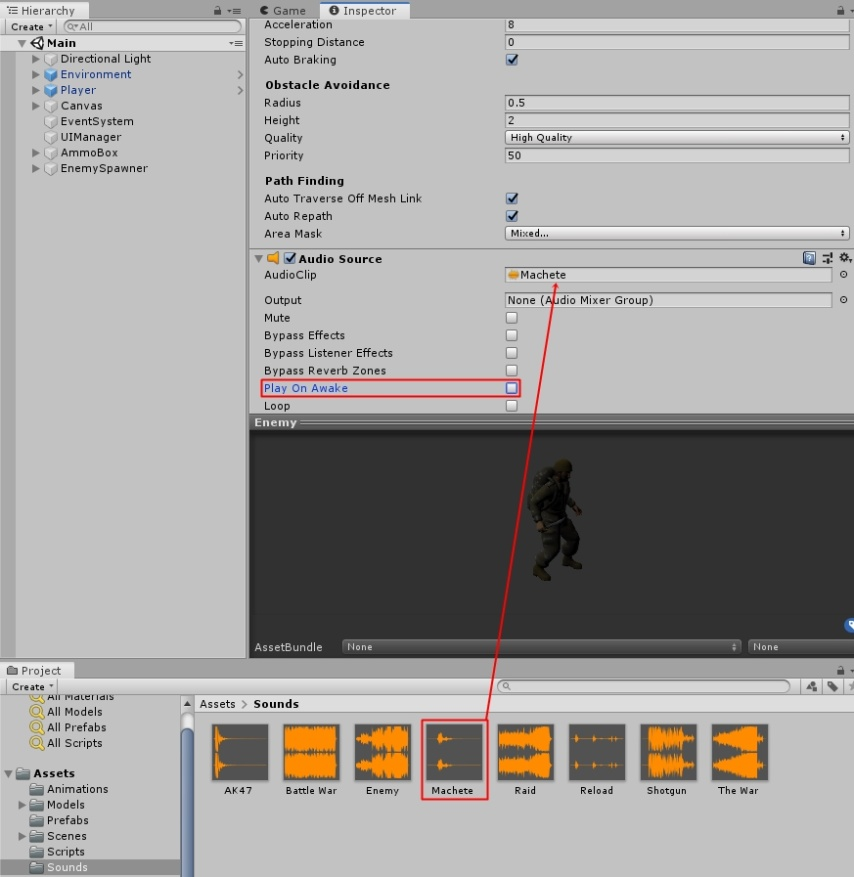 Hierarchy
Create
All
Main
Directional Light
Environment
Player
Canvas
EventSystem
UIManager
AmmoBox
EnemySpawner
Game
Inspector
Acceleration 8
Stopping Distance 0
Auto Braking
Obstacle Avoidance
Radius 0.5
Height 2
Quality High Quality
Priority 50
Path Finding
Auto Traverse Off Mesh Link
Auto Repath
Area Mask Mixed...
Audio Source
AudioClip Machete
Output None (Audio Mixer Group)
Mute
Bypass Effects
Bypass Listener Effects
Bypass Reverb Zones
Play On Awake
Loop
Enemy
AssetBundle None None
Project
Create
All Materials
All Models
All Prefabs
All Scripts
Assets
Animations
Models
Prefabs
Scenes
Scripts
Sounds
Assets > Sounds
AK47 Battle War Enemy Machete Raid Reload Shotgun The War